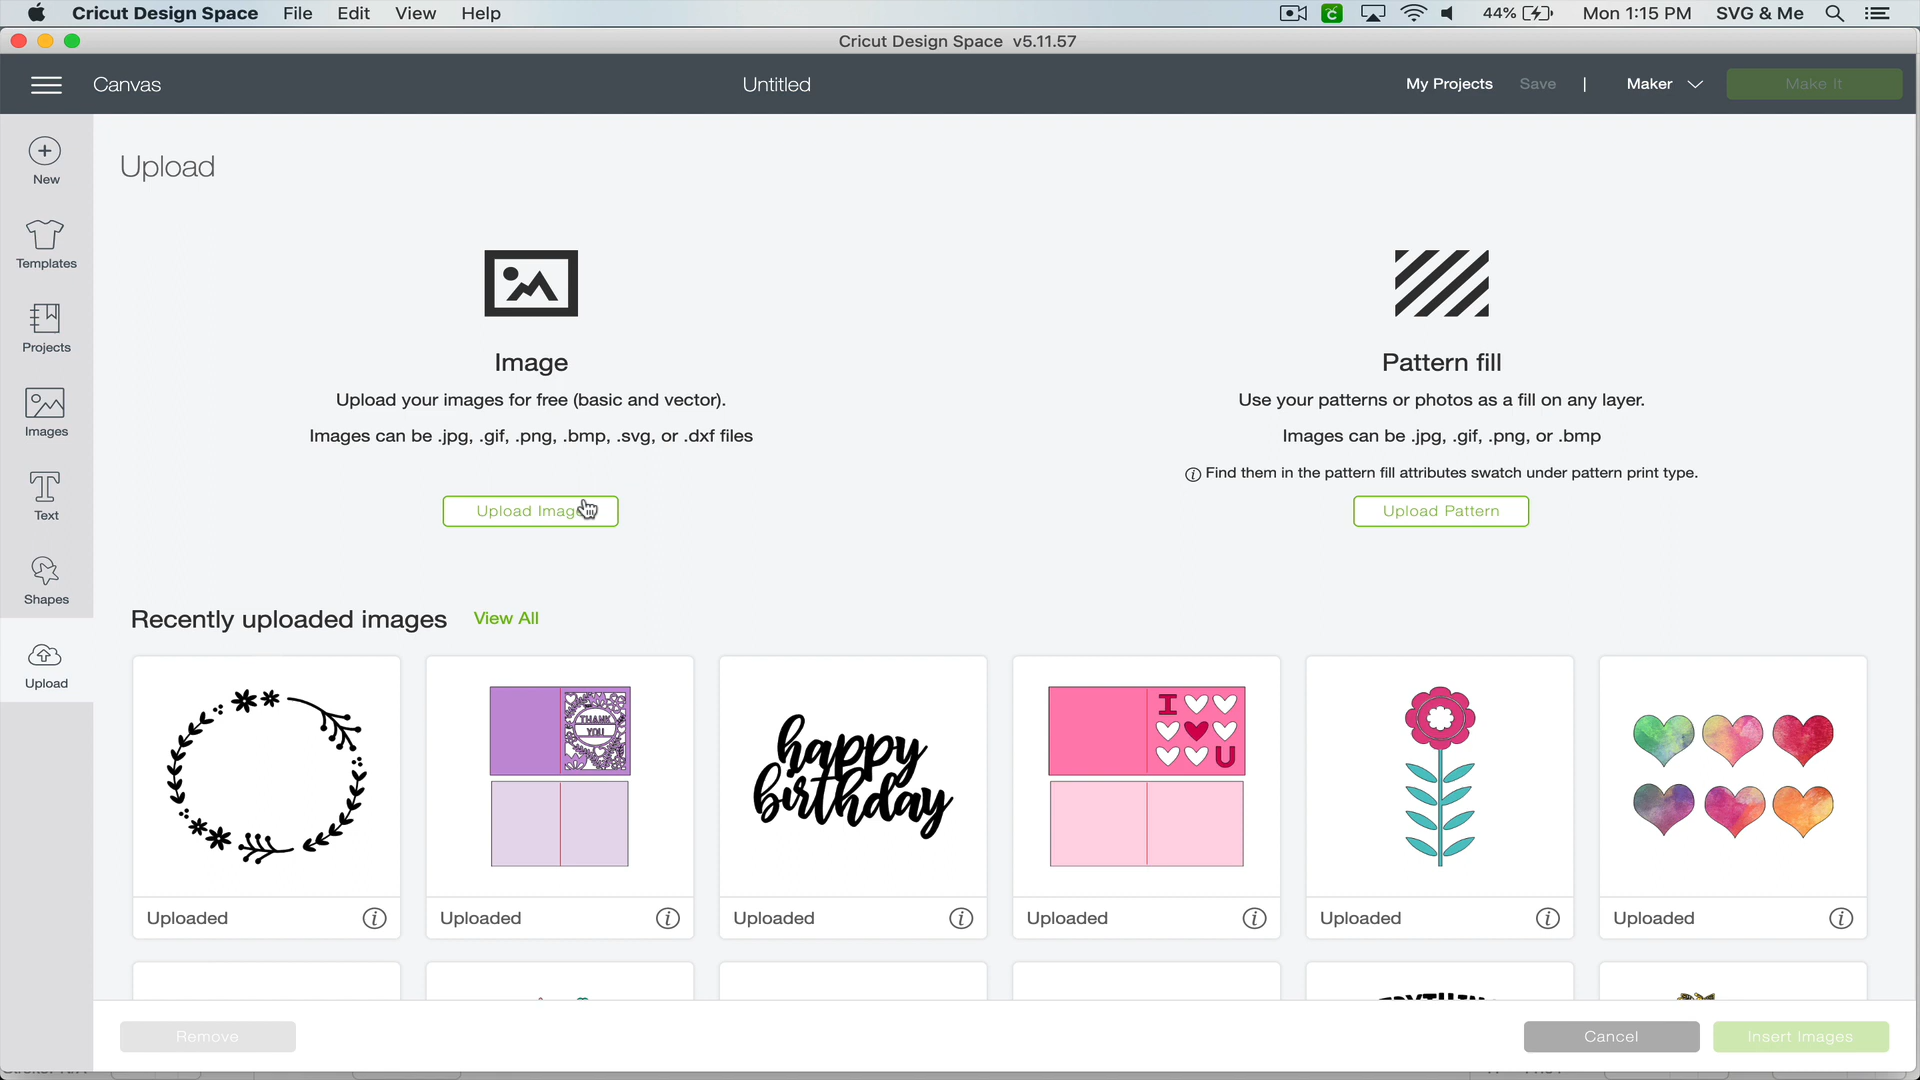 Cricut Design Space File Edit View Help 44% Mon 1:15 PM SVG & Me
Cricut Design Space v5.11.57
Canvas Untitled My Projects Save | Maker Make It
New
Templates
Projects
Images
Text
Shapes
Upload
Upload
Image
Upload your images for free (basic and vector).
Images can be .jpg, .gif, .png, .bmp, .svg, or .dxf files
Upload Image
Pattern fill
Use your patterns or photos as a fill on any layer.
Images can be .jpg, .gif, .png, or .bmp
Find them in the pattern fill attributes swatch under pattern print type.
Upload Pattern
Recently uploaded images View All
THANK
YOU
happy
birthday
I
U
Uploaded Uploaded Uploaded Uploaded Uploaded Uploaded
Remove Cancel Insert Images